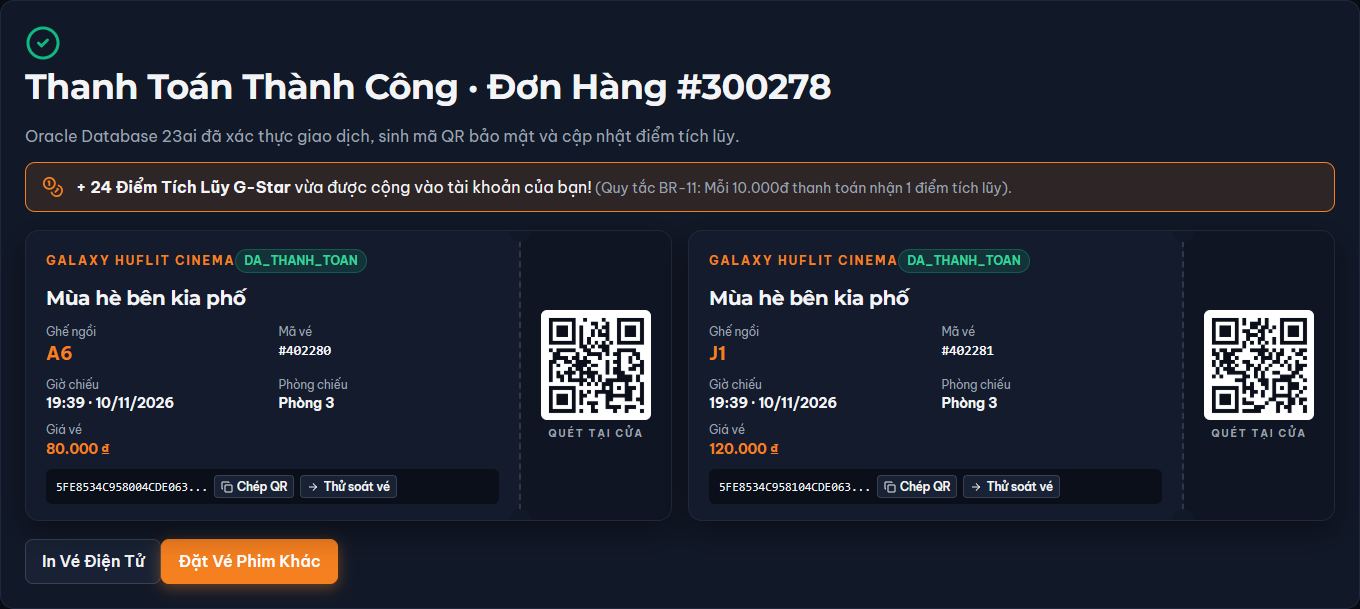 Thanh Toán Thành Công · Đơn Hàng #300278
Oracle Database 23ai đã xác thực giao dịch, sinh mã QR bảo mật và cập nhật điểm tích lũy.
+ 24 Điểm Tích Lũy G-Star vừa được cộng vào tài khoản của bạn! (Quy tắc BR-11: Mỗi 10.000đ thanh toán nhận 1 điểm tích lũy).
GALAXY HUFLIT CINEMA DA_THANH_TOAN
Mùa hè bên kia phố
Ghế ngồi Mã vé
A6 #402280
Giờ chiếu Phòng chiếu
19:39 · 10/11/2026 Phòng 3
Giá vé
80.000 ₫
5FE8534C958004CDE063... Chép QR → Thử soát vé
QUÉT TẠI CỬA
GALAXY HUFLIT CINEMA DA_THANH_TOAN
Mùa hè bên kia phố
Ghế ngồi Mã vé
J1 #402281
Giờ chiếu Phòng chiếu
19:39 · 10/11/2026 Phòng 3
Giá vé
120.000 ₫
5FE8534C958104CDE063... Chép QR → Thử soát vé
QUÉT TẠI CỬA
In Vé Điện Tử Đặt Vé Phim Khác